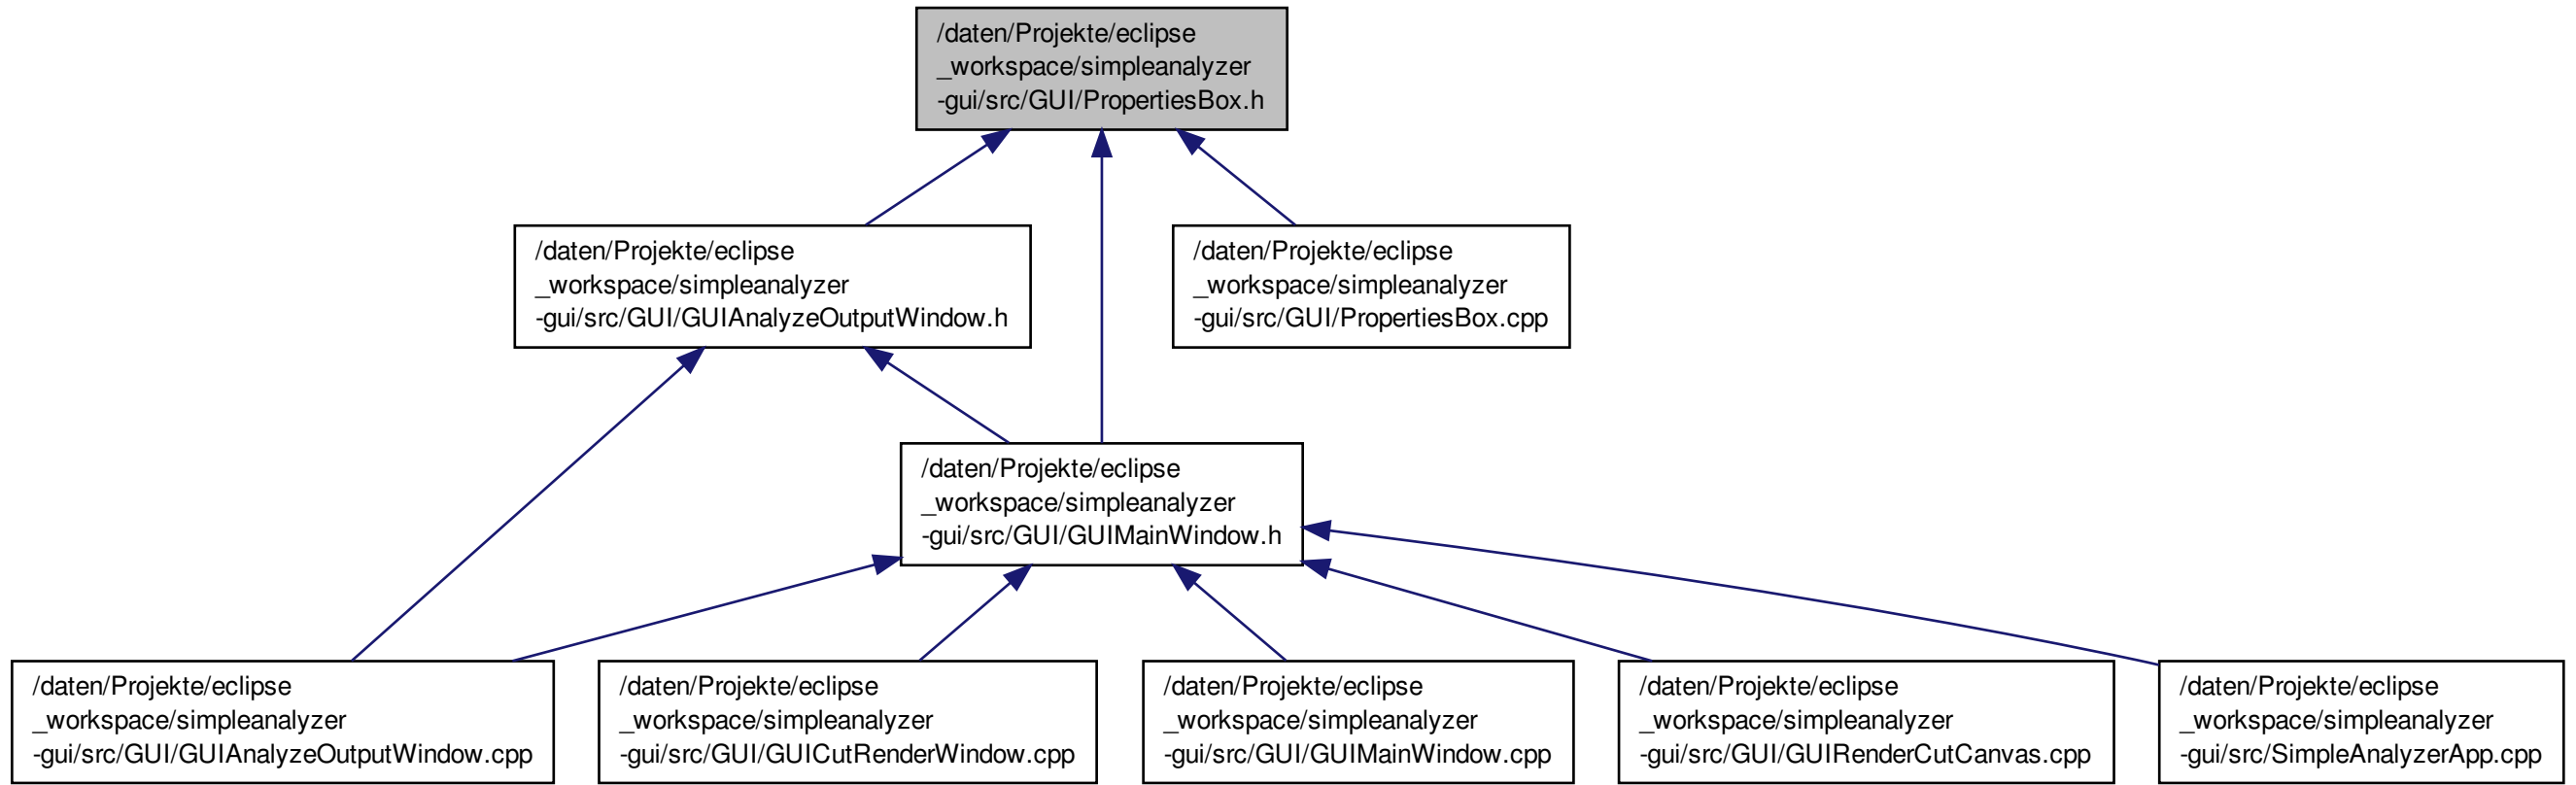 /daten/Projekte/eclipse
_workspace/simpleanalyzer
-gui/src/GUI/PropertiesBox.h
/daten/Projekte/eclipse
_workspace/simpleanalyzer
-gui/src/GUI/GUIAnalyzeOutputWindow.h
/daten/Projekte/eclipse
_workspace/simpleanalyzer
-gui/src/GUI/PropertiesBox.cpp
/daten/Projekte/eclipse
_workspace/simpleanalyzer
-gui/src/GUI/GUIMainWindow.h
/daten/Projekte/eclipse
_workspace/simpleanalyzer
-gui/src/GUI/GUIAnalyzeOutputWindow.cpp
/daten/Projekte/eclipse
_workspace/simpleanalyzer
-gui/src/GUI/GUICutRenderWindow.cpp
/daten/Projekte/eclipse
_workspace/simpleanalyzer
-gui/src/GUI/GUIMainWindow.cpp
/daten/Projekte/eclipse
_workspace/simpleanalyzer
-gui/src/GUI/GUIRenderCutCanvas.cpp
/daten/Projekte/eclipse
_workspace/simpleanalyzer
-gui/src/SimpleAnalyzerApp.cpp